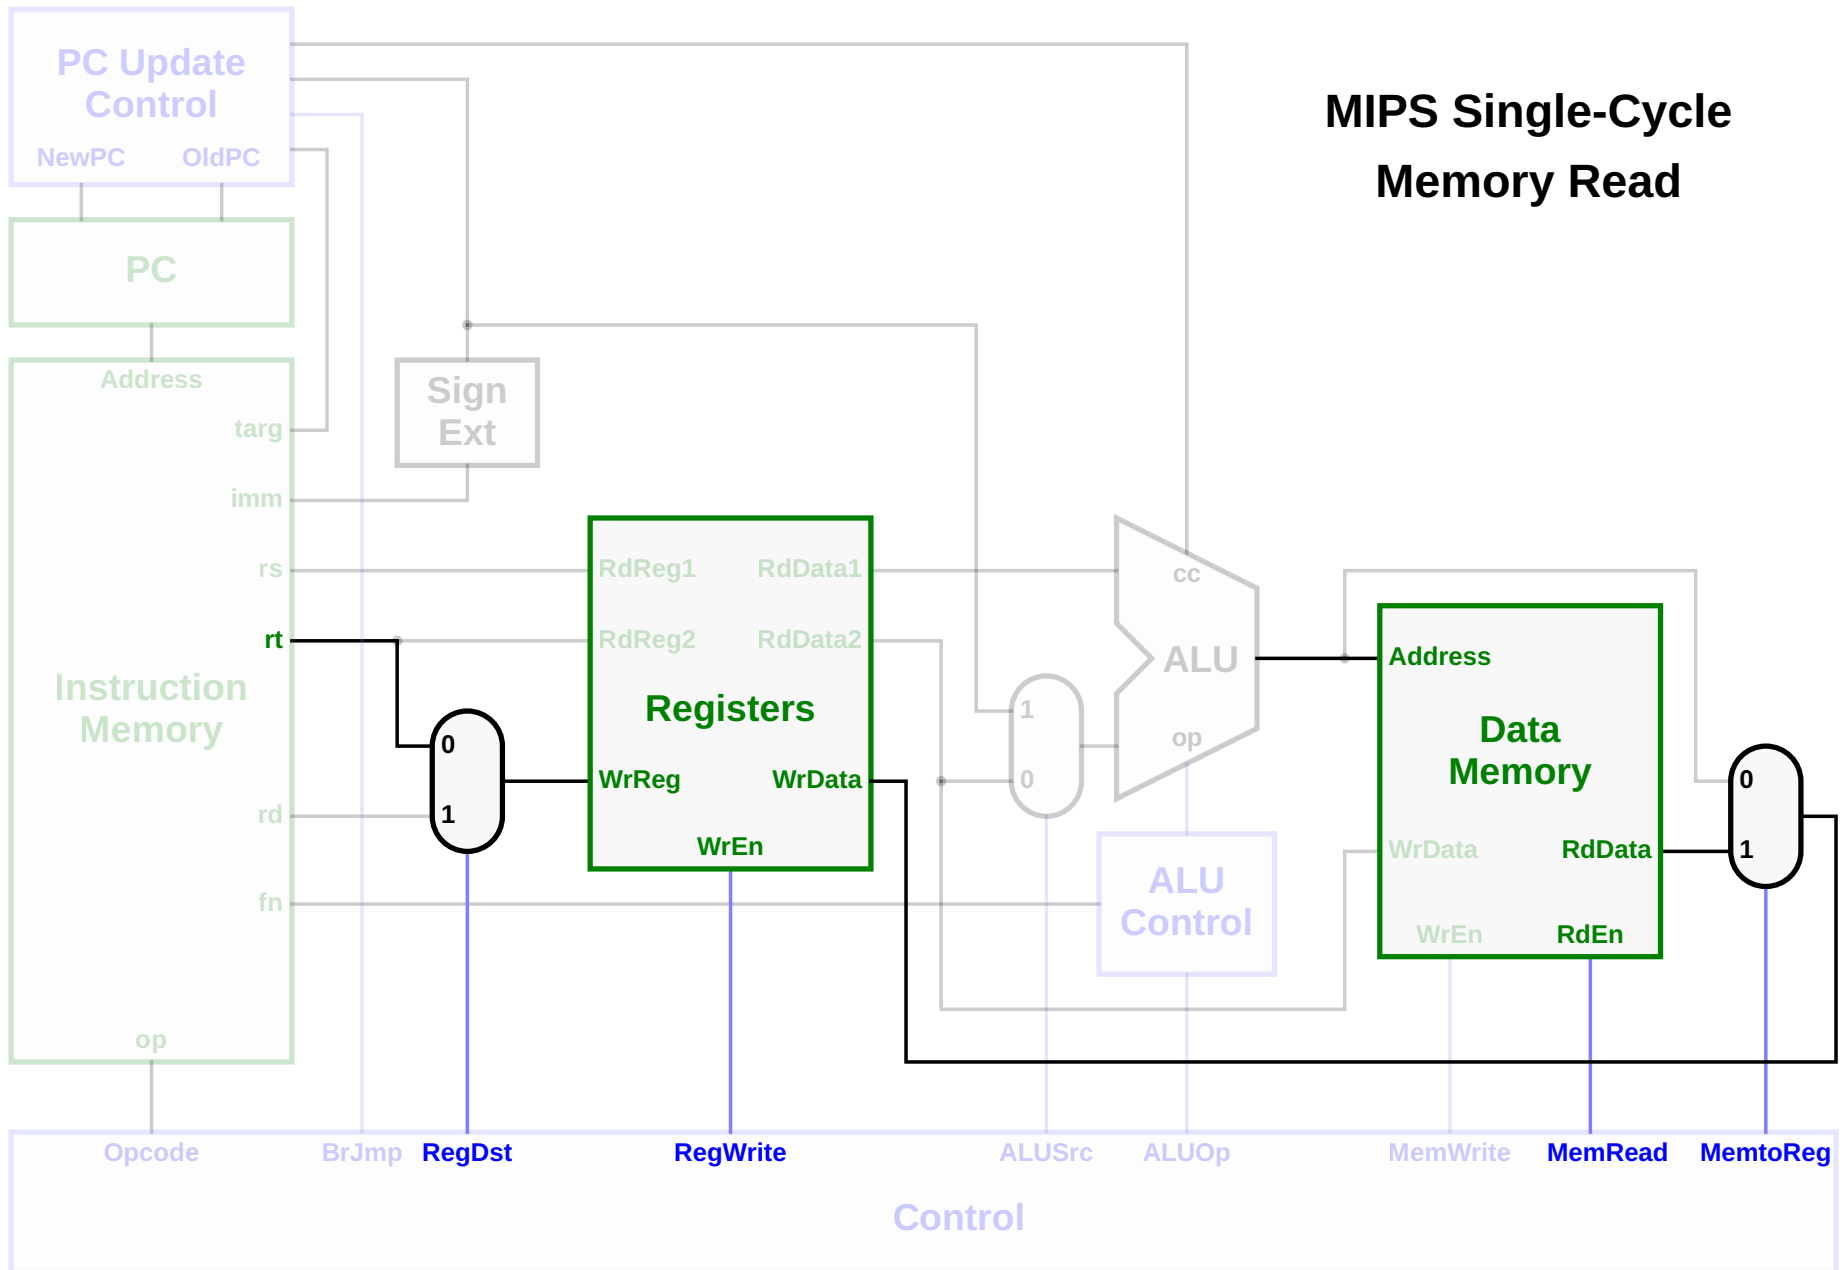 PC Update
Control
NewPC OldPC
MIPS Single-Cycle
Memory Read
PC
Address
targ
imm
rs
rt
Instruction
Memory
rd
fn
op
Sign
Ext
0
1
RdReg1 RdData1
RdReg2 RdData2
Registers
WrReg WrData
WrEn
1
0
cc
ALU
op
ALU
Control
Address
Data
Memory
WrData RdData
WrEn RdEn
0
1
Opcode BrJmp RegDst RegWrite ALUSrc ALUOp MemWrite MemRead MemtoReg
Control